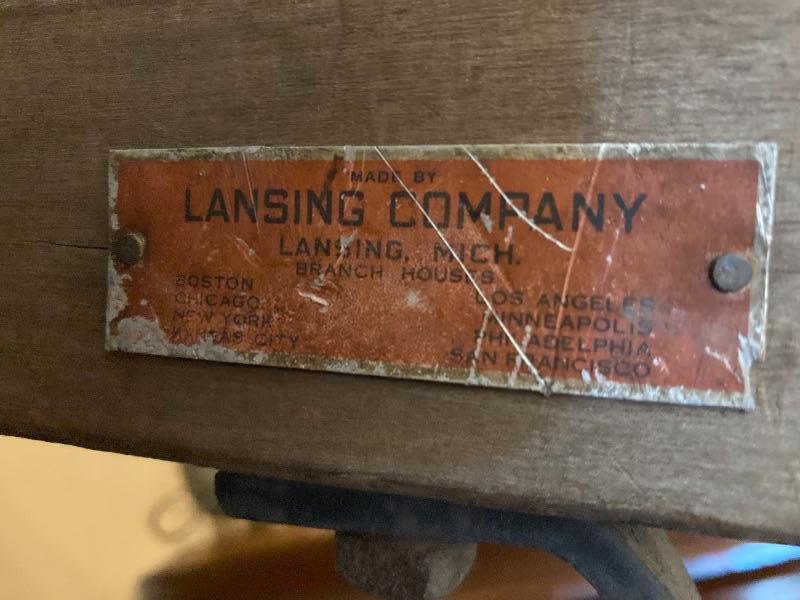 MADE BY
LANSING COMPANY
LANSING, MICH.
BRANCH HOUSES
BOSTON
CHICAGO
NEW YORK
KANSAS CITY
LOS ANGELES
MINNEAPOLIS
PHILADELPHIA
SAN FRANCISCO